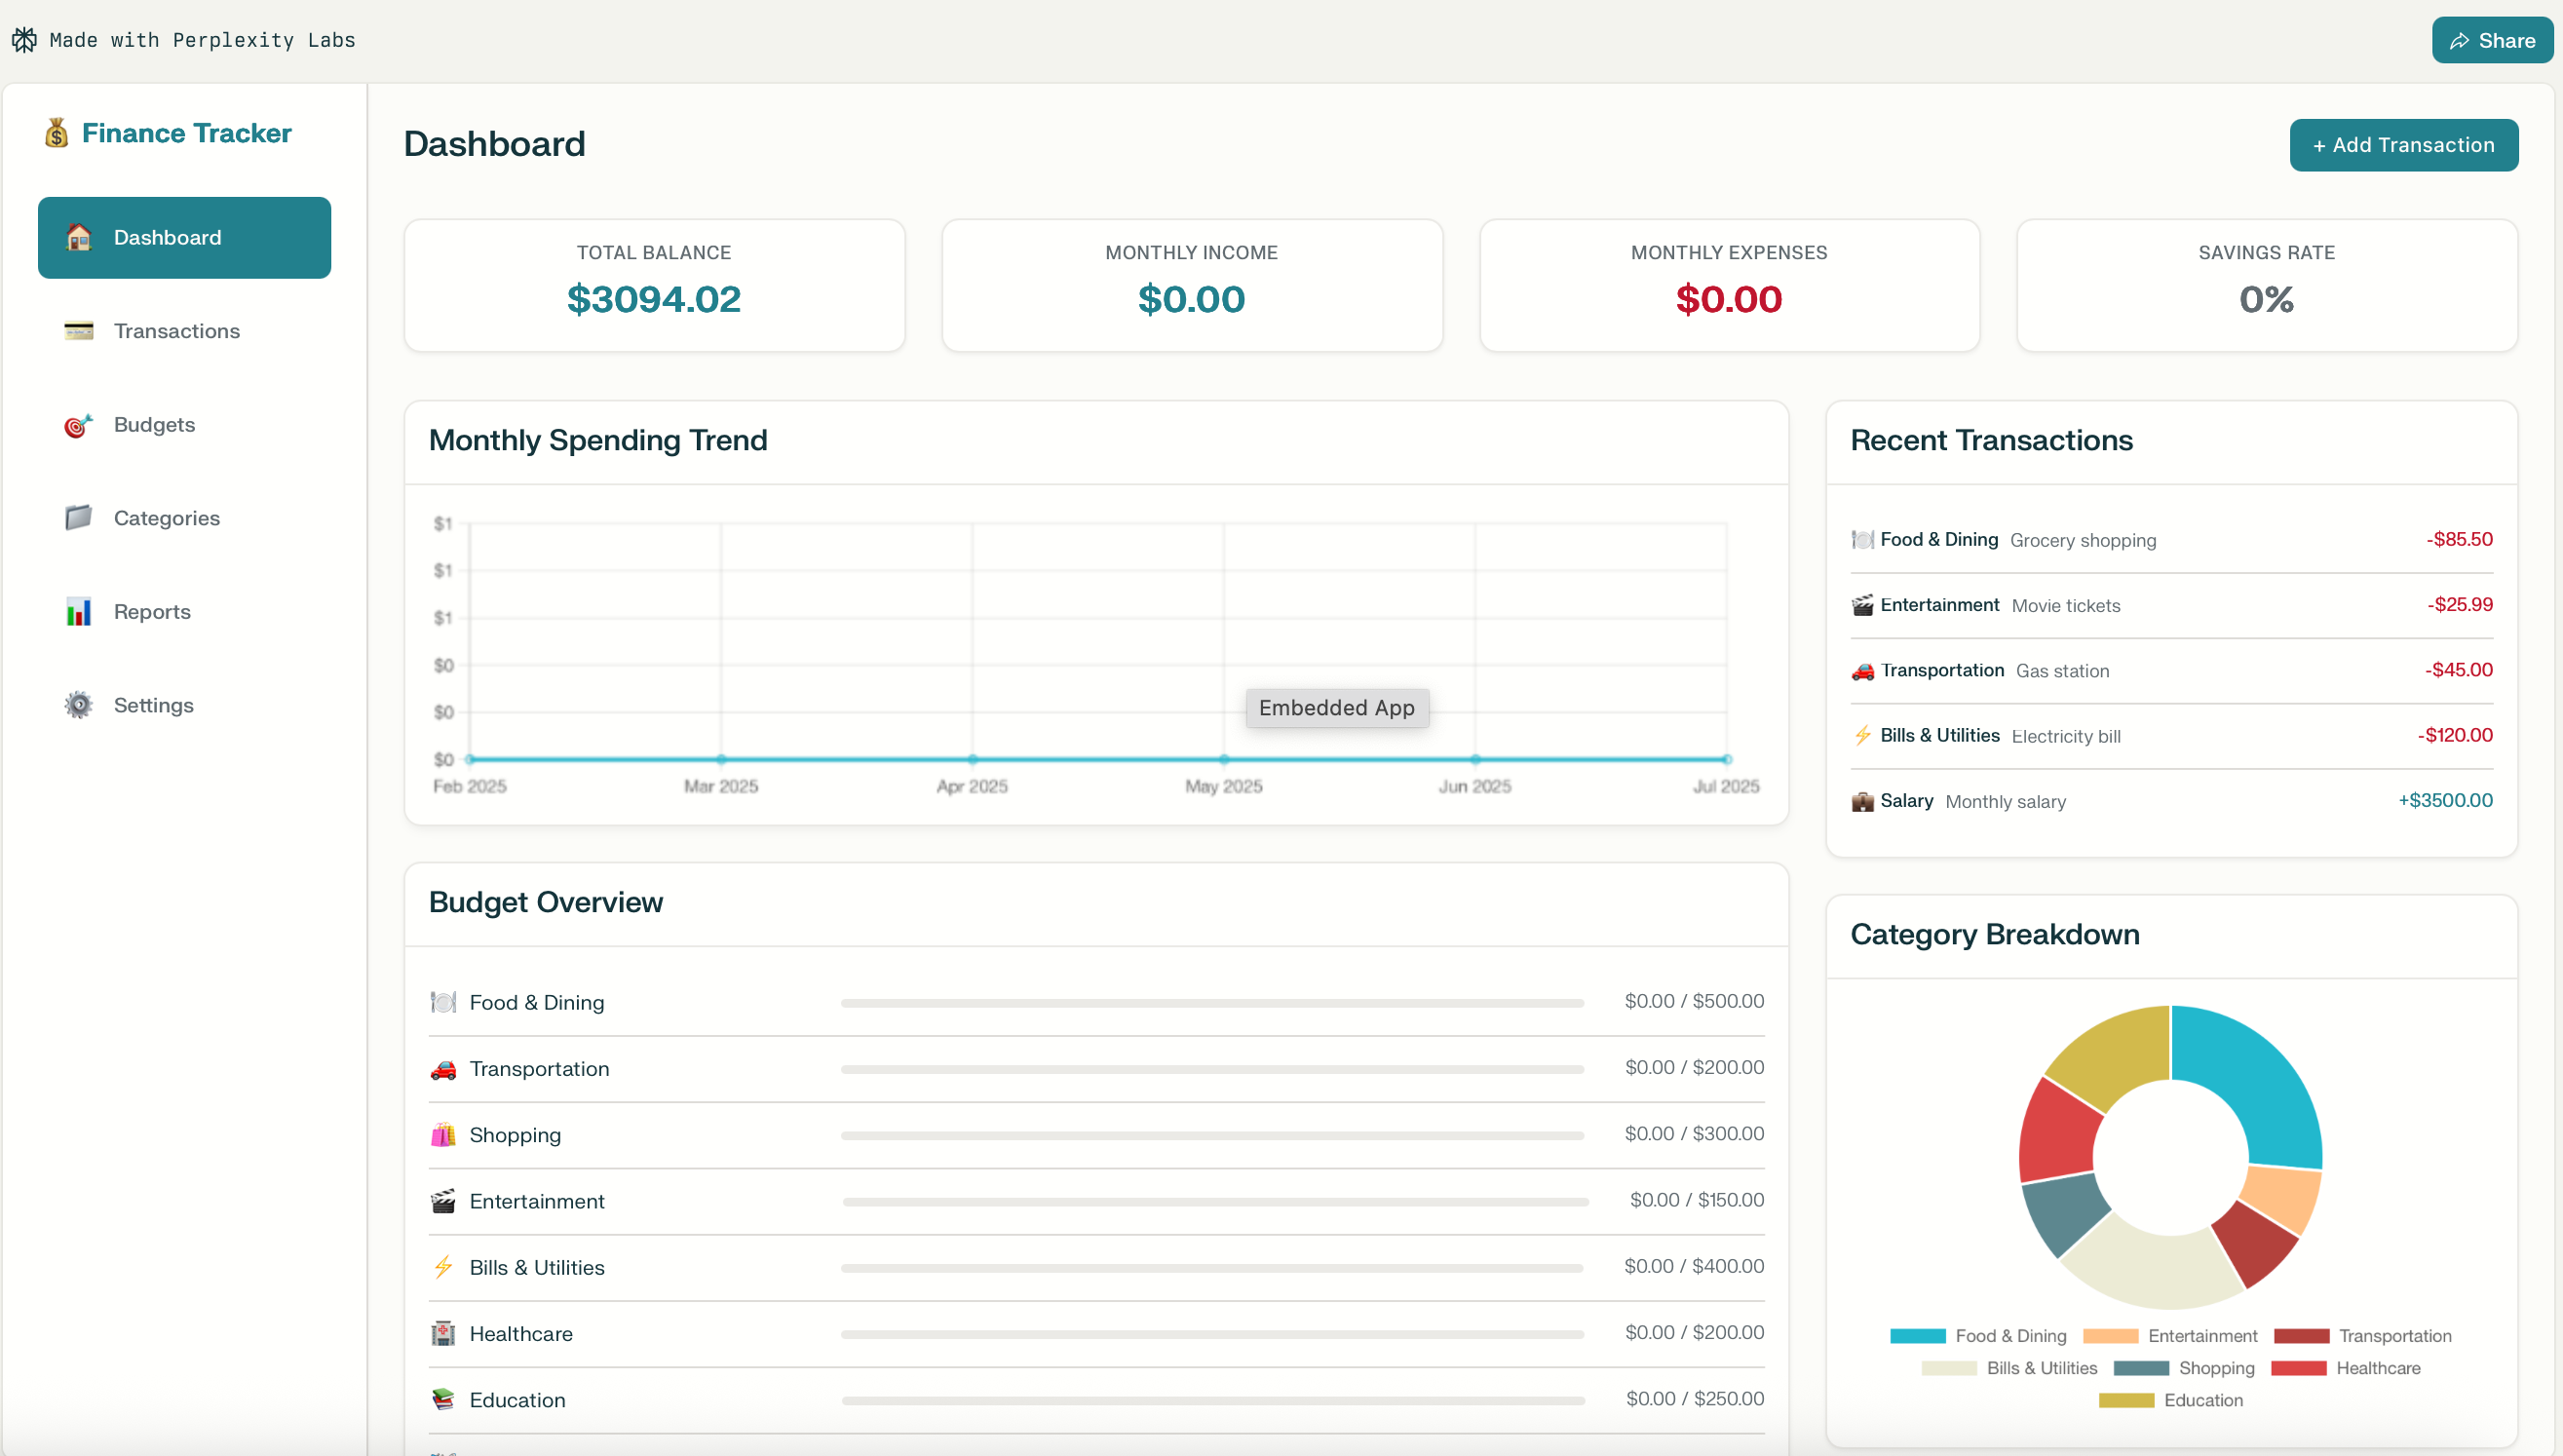 Made with Perplexity Labs
Share
Finance Tracker
Dashboard
Transactions
Budgets
Categories
Reports
Settings
Dashboard
+ Add Transaction
TOTAL BALANCE
$3094.02
MONTHLY INCOME
$0.00
MONTHLY EXPENSES
$0.00
SAVINGS RATE
0%
Monthly Spending Trend
$1
$1
$1
$0
$0
$0
Feb 2025 Mar 2025 Apr 2025 May 2025 Jun 2025 Jul 2025
Embedded App
Recent Transactions
Food & Dining Grocery shopping -$85.50
Entertainment Movie tickets -$25.99
Transportation Gas station -$45.00
Bills & Utilities Electricity bill -$120.00
Salary Monthly salary +$3500.00
Budget Overview
Food & Dining $0.00 / $500.00
Transportation $0.00 / $200.00
Shopping $0.00 / $300.00
Entertainment $0.00 / $150.00
Bills & Utilities $0.00 / $400.00
Healthcare $0.00 / $200.00
Education $0.00 / $250.00
Category Breakdown
Food & Dining Entertainment Transportation
Bills & Utilities Shopping Healthcare
Education